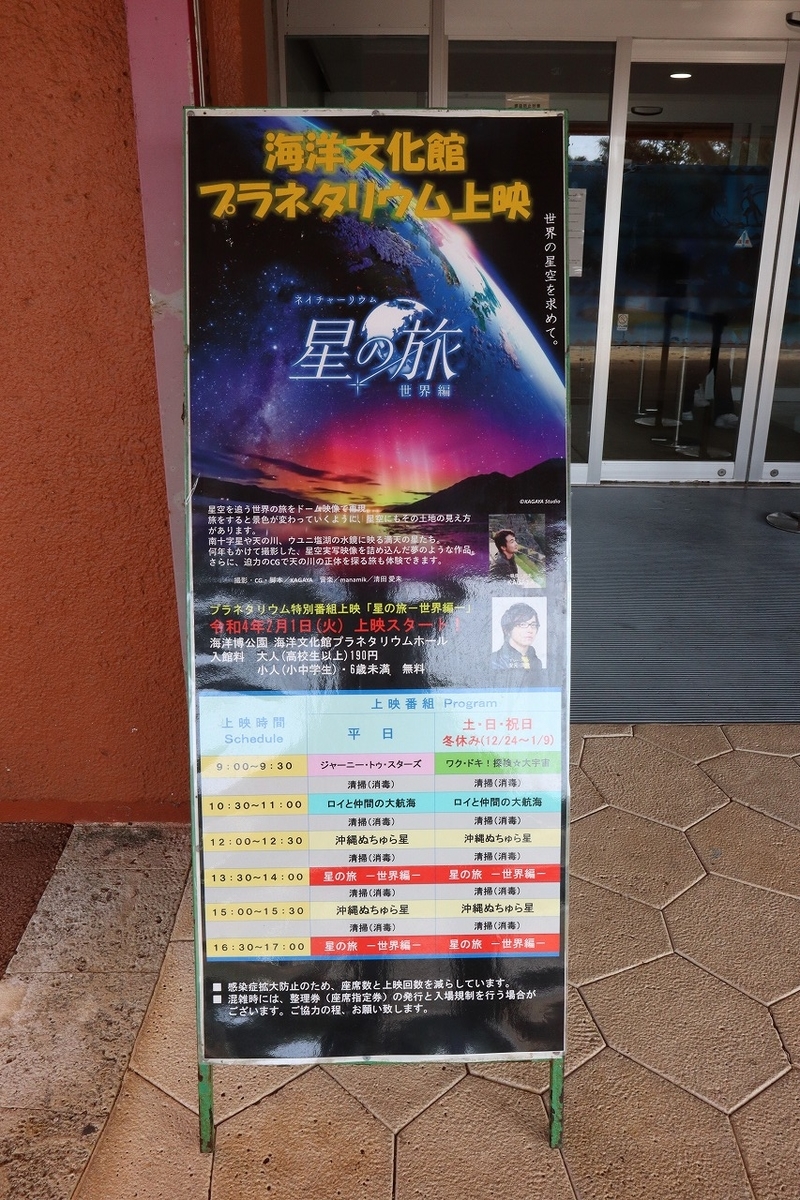 海洋文化館
プラネタリウム上映
世界の星空を求めて。
ネイチャーリウム
星の旅
世界編
©KAGAYA Studio
星空を追う世界の旅をドーム映像で再現。
旅をすると景色が変わっていくように、星空にもその土地の見え方
があります。
南十字星や天の川、ウユニ塩湖の水鏡に映る満天の星たち。
何年もかけて撮影した、星空実写映像を詰め込んだ夢のような作品。
さらに、迫力のCGで天の川の正体を探る旅も体験できます。
撮影・CG・脚本／KAGAYA 音楽／manamik／清田 愛未
プラネタリウム特別番組上映「星の旅ー世界編ー」
令和4年2月1日(火) 上映スタート！
海洋博公園 海洋文化館プラネタリウムホール
入館料 大人(高校生以上)190円
小人(小中学生)・6歳未満 無料
上映時間 Schedule
上映番組 Program
平 日
土・日・祝日
冬休み(12/24～1/9)
9:00～9:30 ジャーニー・トゥ・スターズ ワク・ドキ！探検☆大宇宙
清掃(消毒) 清掃(消毒)
10:30～11:00 ロイと仲間の大航海 ロイと仲間の大航海
清掃(消毒) 清掃(消毒)
12:00～12:30 沖縄ぬちゅら星 沖縄ぬちゅら星
清掃(消毒) 清掃(消毒)
13:30～14:00 星の旅 ー世界編ー 星の旅 ー世界編ー
清掃(消毒) 清掃(消毒)
15:00～15:30 沖縄ぬちゅら星 沖縄ぬちゅら星
清掃(消毒) 清掃(消毒)
16:30～17:00 星の旅 ー世界編ー 星の旅 ー世界編ー
■ 感染症拡大防止のため、座席数と上映回数を減らしています。
■ 混雑時には、整理券（座席指定券）の発行と入場規制を行う場合が
ございます。ご協力の程、お願い致します。